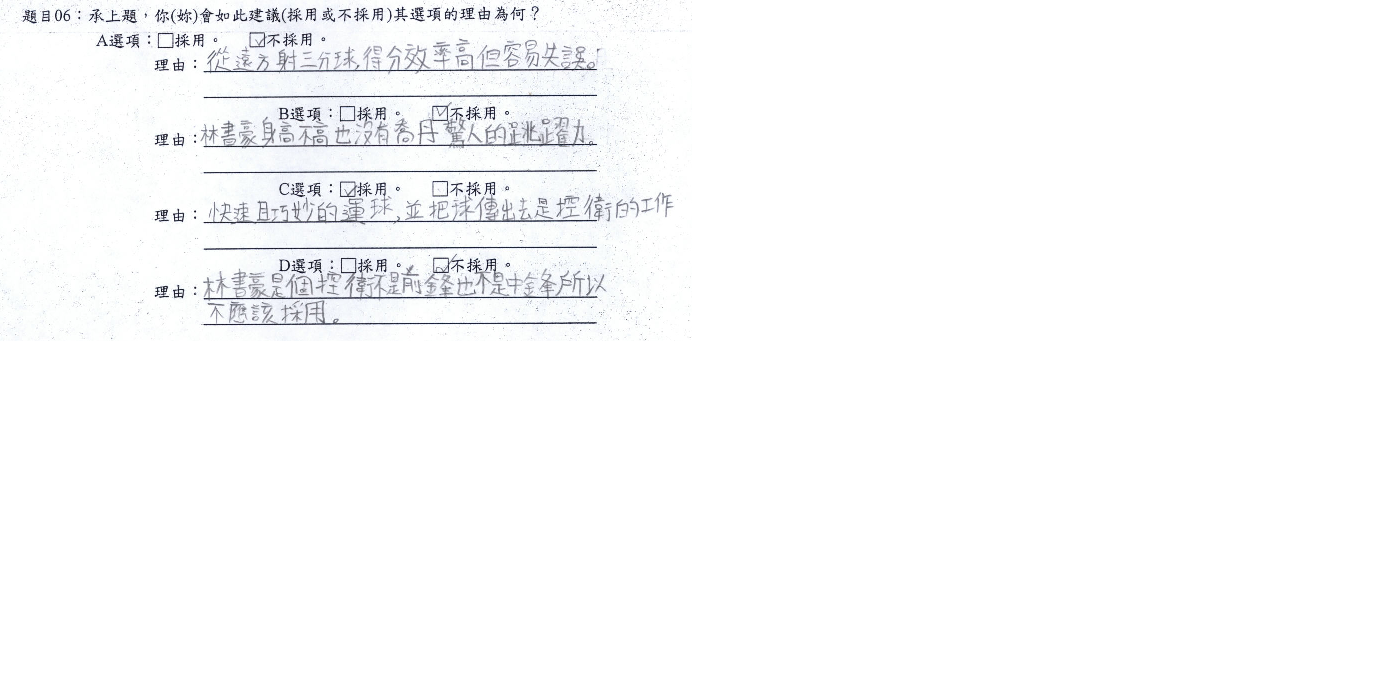 題目06：承上題，你(妳)會如此建議(採用或不採用)其選項的理由為何？
A選項：□採用。 ☑不採用。
理由：從遠方射三分球,得分效率高但容易失誤。
B選項：□採用。 ☑不採用。
理由：林書豪身高不高也沒有喬丹驚人的跳躍力。
C選項：☑採用。 □不採用。
理由：快速且巧妙的運球,並把球傳出去是控衛的工作
D選項：□採用。 ☑不採用。
理由：林書豪是個控衛不是前鋒也不是中鋒所以
不應該採用。